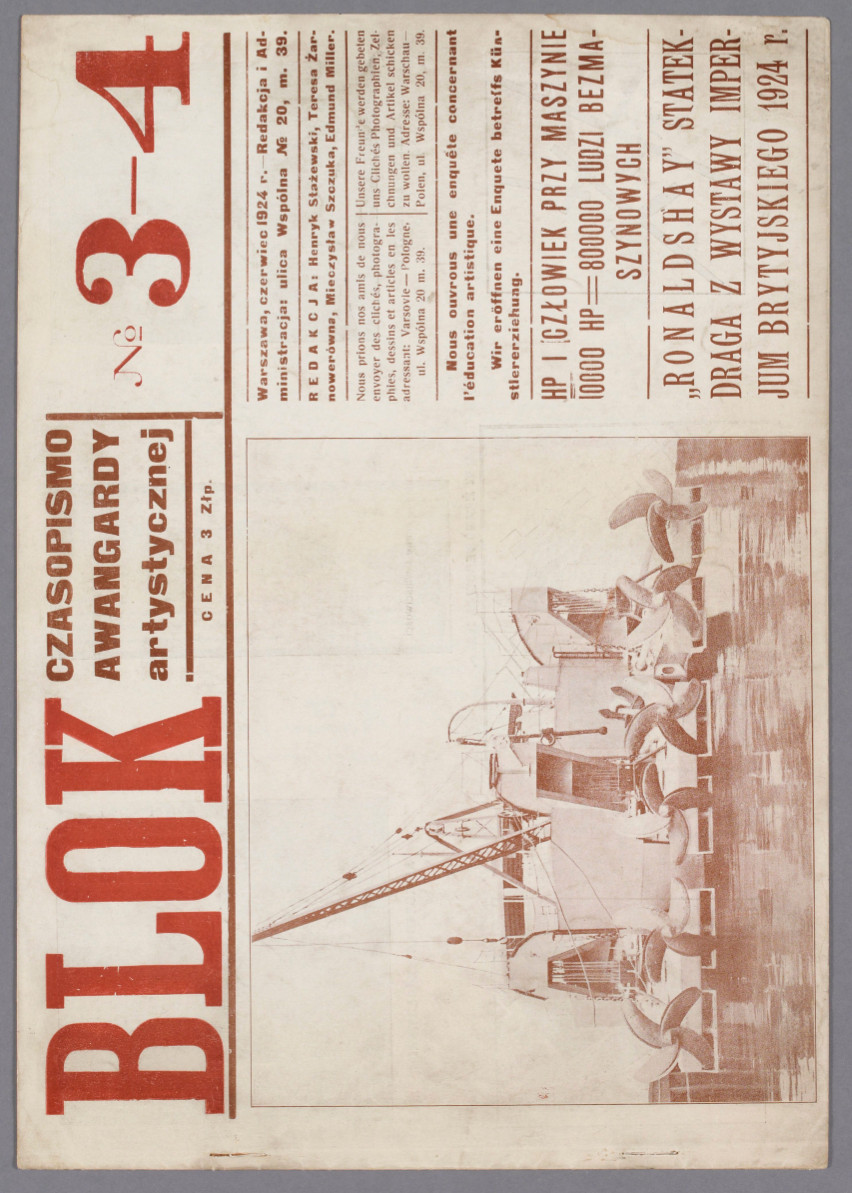 BLOK
CZASOPISMO
AWANGARDY
artystycznej
CENA 3 Złp.
№ 3—4
Warszawa, czerwiec 1924 r.—Redakcja i Ad-
ministracja: ulica Wspólna № 20, m. 39.
REDAKCJA: Henryk Stażewski, Teresa Żar-
nowerówna, Mieczysław Szczuka, Edmund Miller.
Nous prions nos amis de nous
envoyer des clichés, photogra-
phies, dessins et articles en les
adressant: Varsovie—Pologne,
ul. Wspólna 20 m. 39.
Unsere Freunde werden gebeten
uns Clichés Photographien, Zei-
chnungen und Artikel schicken
zu wollen. Adresse: Warschau—
Polen, ul. Wspólna 20, m. 39.
Nous ouvrous une enquête concernant
l'éducation artistique.
Wir eröffnen eine Enquete betreffs Kün-
stlererziehung.
HP I CZŁOWIEK PRZY MASZYNIE
10000 HP=800000 LUDZI BEZMA-
SZYNOWYCH
„RONALDSHAY" STATEK-
DRAGA Z WYSTAWY IMPER-
JUM BRYTYJSKIEGO 1924 r.